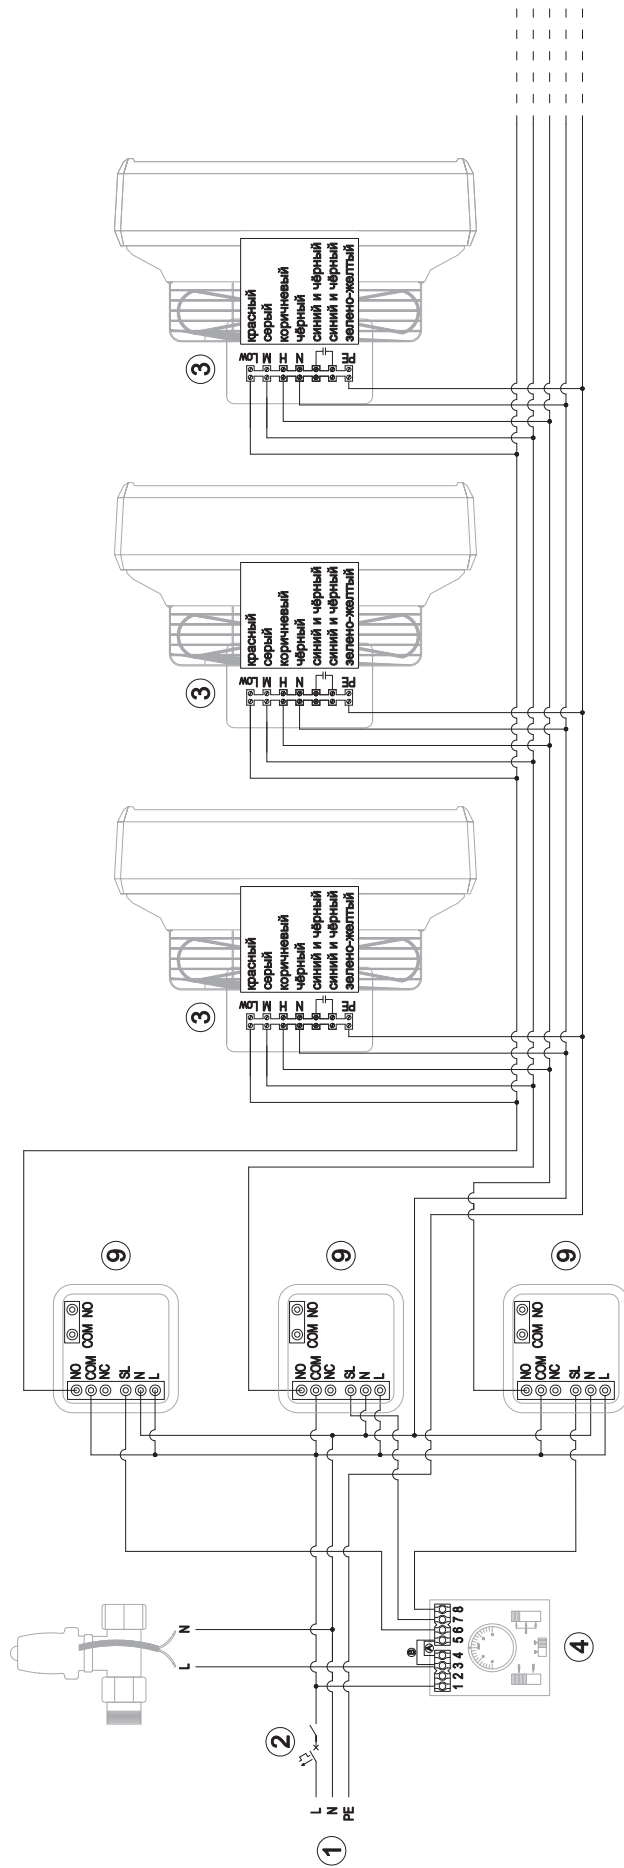 1
L
N
PE
2
L
N
4
1 2 3 4 5 6 7 8
A
B
9
NO
COM
NC
SL
N
L
COM NO
9
NO
COM
NC
SL
N
L
COM NO
9
NO
COM
NC
SL
N
L
COM NO
3
Low
M
H
N
PE
красный
серый
коричневый
чёрный
синий и чёрный
синий и чёрный
зелено-желтый
3
Low
M
H
N
PE
красный
серый
коричневый
чёрный
синий и чёрный
синий и чёрный
зелено-желтый
3
Low
M
H
N
PE
красный
серый
коричневый
чёрный
синий и чёрный
синий и чёрный
зелено-желтый